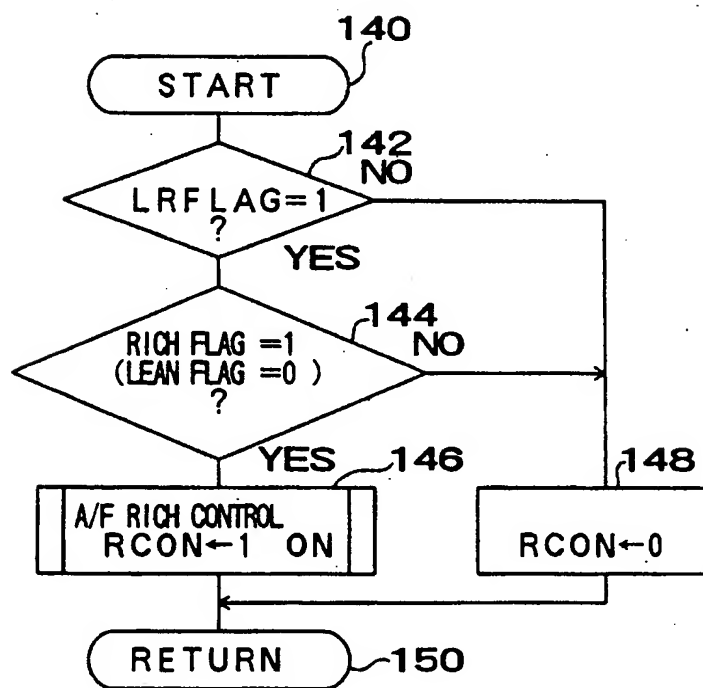 140
START
142
NO
LRFLAG=1
?
YES
144
RICH FLAG =1
NO
(LEAN FLAG =0 )
?
YES
146
148
A/F RICH CONTROL
RCON←1 ON
RCON←0
RETURN
150